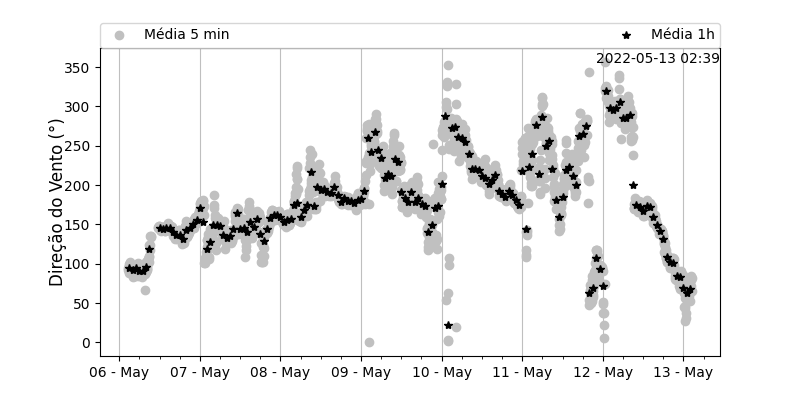 Média 5 min
Média 1h
2022-05-13 02:39
Direção do Vento (°)
350
300
250
200
150
100
50
0
06 - May
07 - May
08 - May
09 - May
10 - May
11 - May
12 - May
13 - May